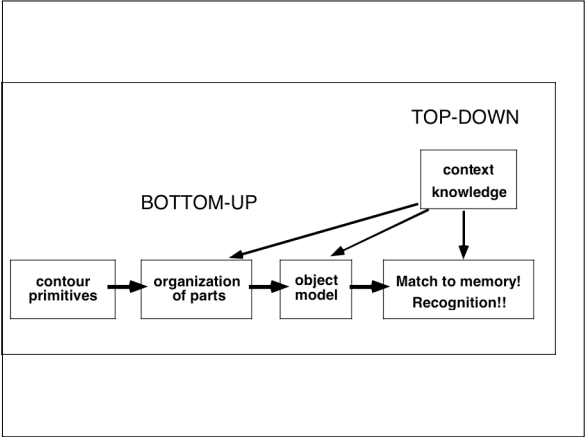 TOP-DOWN
context
knowledge
BOTTOM-UP
contour
primitives
organization
of parts
object
model
Match to memory!
Recognition!!